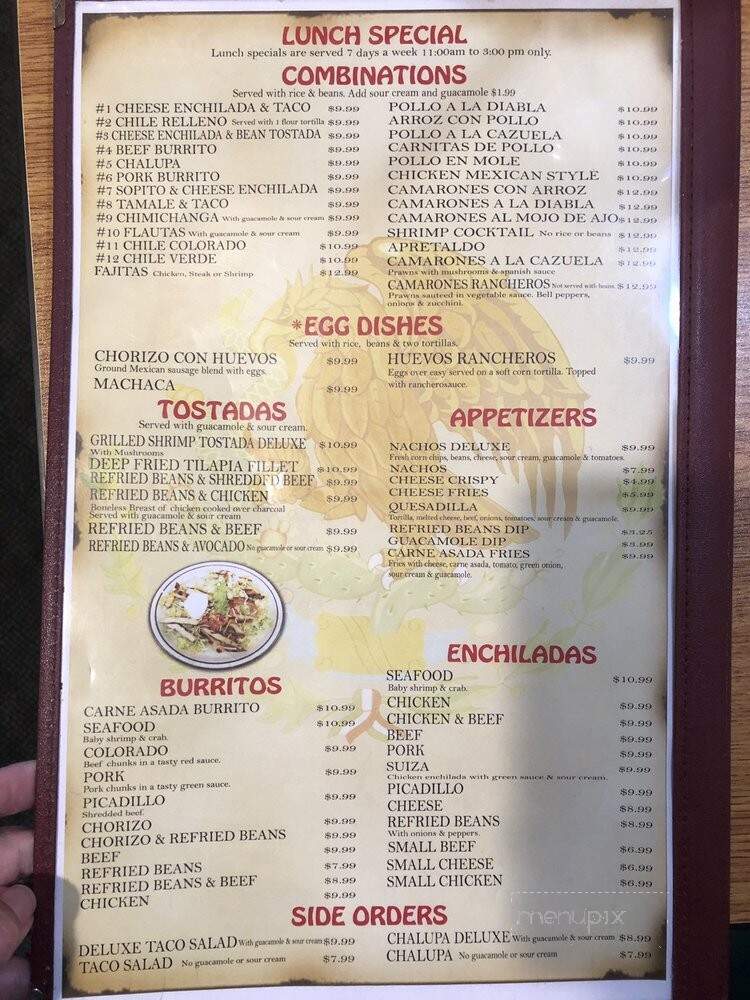 LUNCH SPECIAL
Lunch specials are served 7 days a week 11:00am to 3:00 pm only.
COMBINATIONS
Served with rice & beans. Add sour cream and guacamole $1.99
#1 CHEESE ENCHILADA & TACO $9.99
#2 CHILE RELLENO Served with 1 flour tortilla $9.99
#3 CHEESE ENCHILADA & BEAN TOSTADA $9.99
#4 BEEF BURRITO $9.99
#5 CHALUPA $9.99
#6 PORK BURRITO $9.99
#7 SOPITO & CHEESE ENCHILADA $9.99
#8 TAMALE & TACO $9.99
#9 CHIMICHANGA With guacamole & sour cream $9.99
#10 FLAUTAS With guacamole & sour cream $9.99
#11 CHILE COLORADO $10.99
#12 CHILE VERDE $10.99
FAJITAS Chicken, Steak or Shrimp $12.99
POLLO A LA DIABLA $10.99
ARROZ CON POLLO $10.99
POLLO A LA CAZUELA $10.99
CARNITAS DE POLLO $10.99
POLLO EN MOLE $10.99
CHICKEN MEXICAN STYLE $10.99
CAMARONES CON ARROZ $12.99
CAMARONES A LA DIABLA $12.99
CAMARONES AL MOJO DE AJO $12.99
SHRIMP COCKTAIL No rice or beans $12.99
APRETALDO $12.99
CAMARONES A LA CAZUELA $12.99
Prawns with mushrooms & spanish sauce
CAMARONES RANCHEROS Not served with beans. $12.99
Prawns sauteed in vegetable sauce. Bell peppers,
onions & zucchini.
*EGG DISHES
Served with rice, beans & two tortillas.
CHORIZO CON HUEVOS $9.99
Ground Mexican sausage blend with eggs.
MACHACA $9.99
HUEVOS RANCHEROS $9.99
Eggs over easy served on a soft corn tortilla. Topped
with rancherosauce.
TOSTADAS
Served with guacamole & sour cream.
GRILLED SHRIMP TOSTADA DELUXE $10.99
With Mushrooms
DEEP FRIED TILAPIA FILLET $10.99
REFRIED BEANS & SHREDDED BEEF $9.99
REFRIED BEANS & CHICKEN $9.99
Boneless Breast of chicken cooked over charcoal
Served with guacamole & sour cream
REFRIED BEANS & BEEF $9.99
REFRIED BEANS & AVOCADO No guacamole or sour cream $9.99
APPETIZERS
NACHOS DELUXE $9.99
Fresh corn chips, beans, cheese, sour cream, guacamole & tomatoes.
NACHOS $7.99
CHEESE CRISPY $4.99
CHEESE FRIES $5.99
QUESADILLA $9.99
Tortilla, melted cheese, beef, onions, tomatoes, sour cream & guacamole.
REFRIED BEANS DIP $3.25
GUACAMOLE DIP $3.99
CARNE ASADA FRIES $9.99
Fries with cheese, carne asada, tomato, green onion,
sour cream & guacamole.
BURRITOS
CARNE ASADA BURRITO $10.99
SEAFOOD $10.99
Baby shrimp & crab.
COLORADO $9.99
Beef chunks in a tasty red sauce.
PORK $9.99
Pork chunks in a tasty green sauce.
PICADILLO $9.99
Shredded beef.
CHORIZO $9.99
CHORIZO & REFRIED BEANS $9.99
BEEF $9.99
REFRIED BEANS $7.99
REFRIED BEANS & BEEF $8.99
CHICKEN $9.99
ENCHILADAS
SEAFOOD $10.99
Baby shrimp & crab.
CHICKEN $9.99
CHICKEN & BEEF $9.99
BEEF $9.99
PORK $9.99
SUIZA $9.99
Chicken enchilada with green sauce & sour cream.
PICADILLO $9.99
CHEESE $8.99
REFRIED BEANS $8.99
With onions & peppers.
SMALL BEEF $6.99
SMALL CHEESE $6.99
SMALL CHICKEN $6.99
menupix
SIDE ORDERS
DELUXE TACO SALAD With guacamole & sour cream $9.99
TACO SALAD No guacamole or sour cream $7.99
CHALUPA DELUXE With guacamole & sour cream $8.99
CHALUPA No guacamole or sour cream $7.99